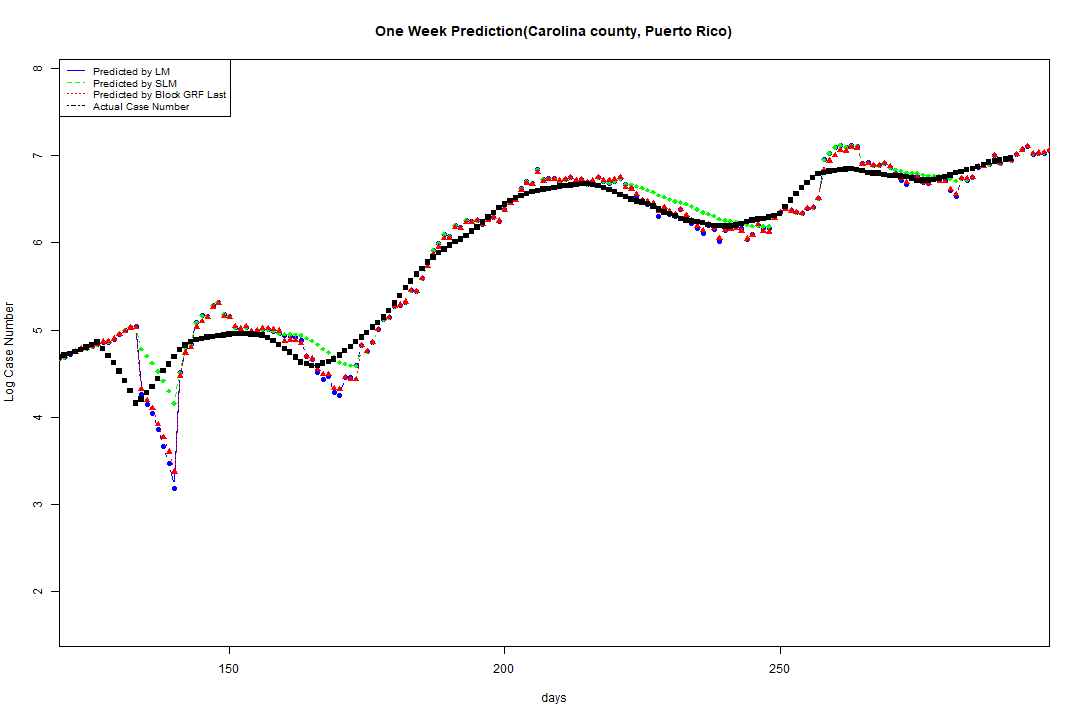 One Week Prediction(Carolina county, Puerto Rico)
Predicted by LM
Predicted by SLM
Predicted by Block GRF Last
Actual Case Number
8
7
6
5
4
3
2
Log Case Number
150 200 250
days